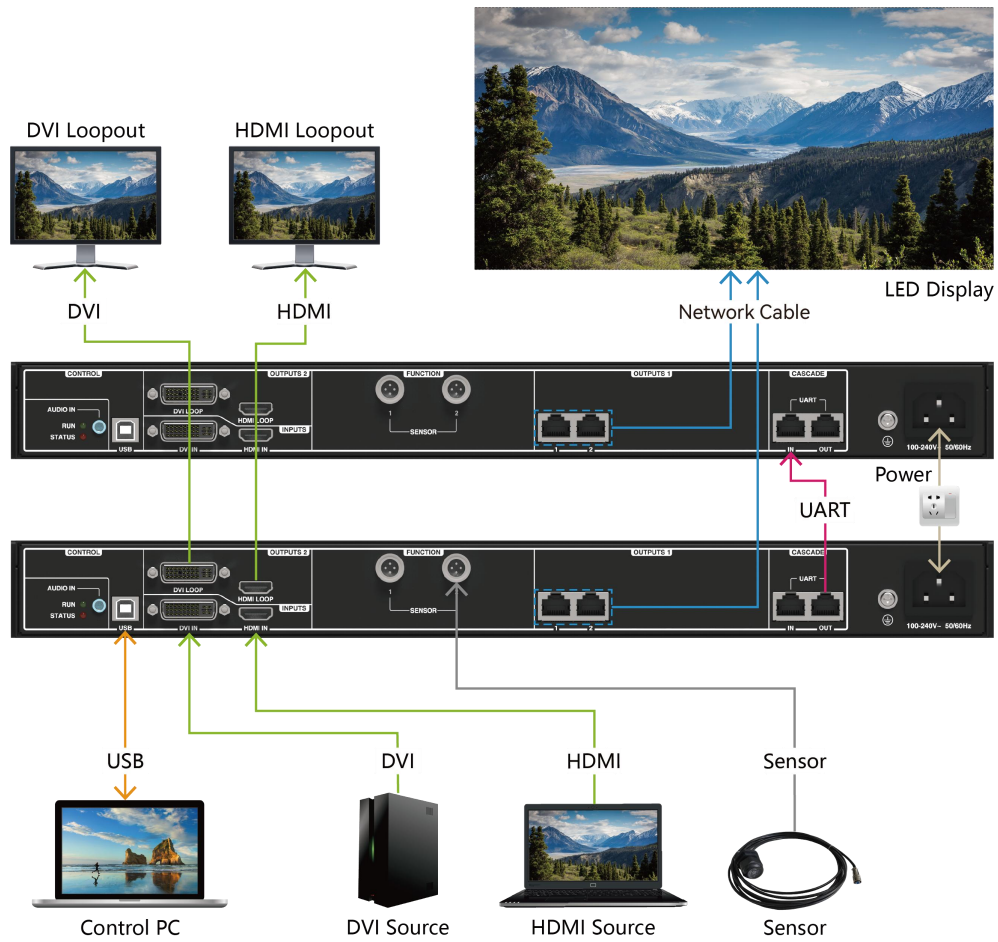 DVI Loopout
HDMI Loopout
LED Display
DVI
HDMI
Network Cable
CONTROL
OUTPUTS 2
FUNCTION
OUTPUTS 1
CASCADE
AUDIO IN
RUN
STATUS
USB
DVI LOOP
HDMI LOOP
INPUTS
DVI IN
HDMI IN
1
2
SENSOR
1
2
UART
IN
OUT
100-240V~ 50/60Hz
Power
UART
CONTROL
OUTPUTS 2
FUNCTION
OUTPUTS 1
CASCADE
AUDIO IN
RUN
STATUS
USB
DVI LOOP
HDMI LOOP
INPUTS
DVI IN
HDMI IN
1
SENSOR
1
2
UART
IN
OUT
100-240V~ 50/60Hz
USB
DVI
HDMI
Sensor
Control PC
DVI Source
HDMI Source
Sensor